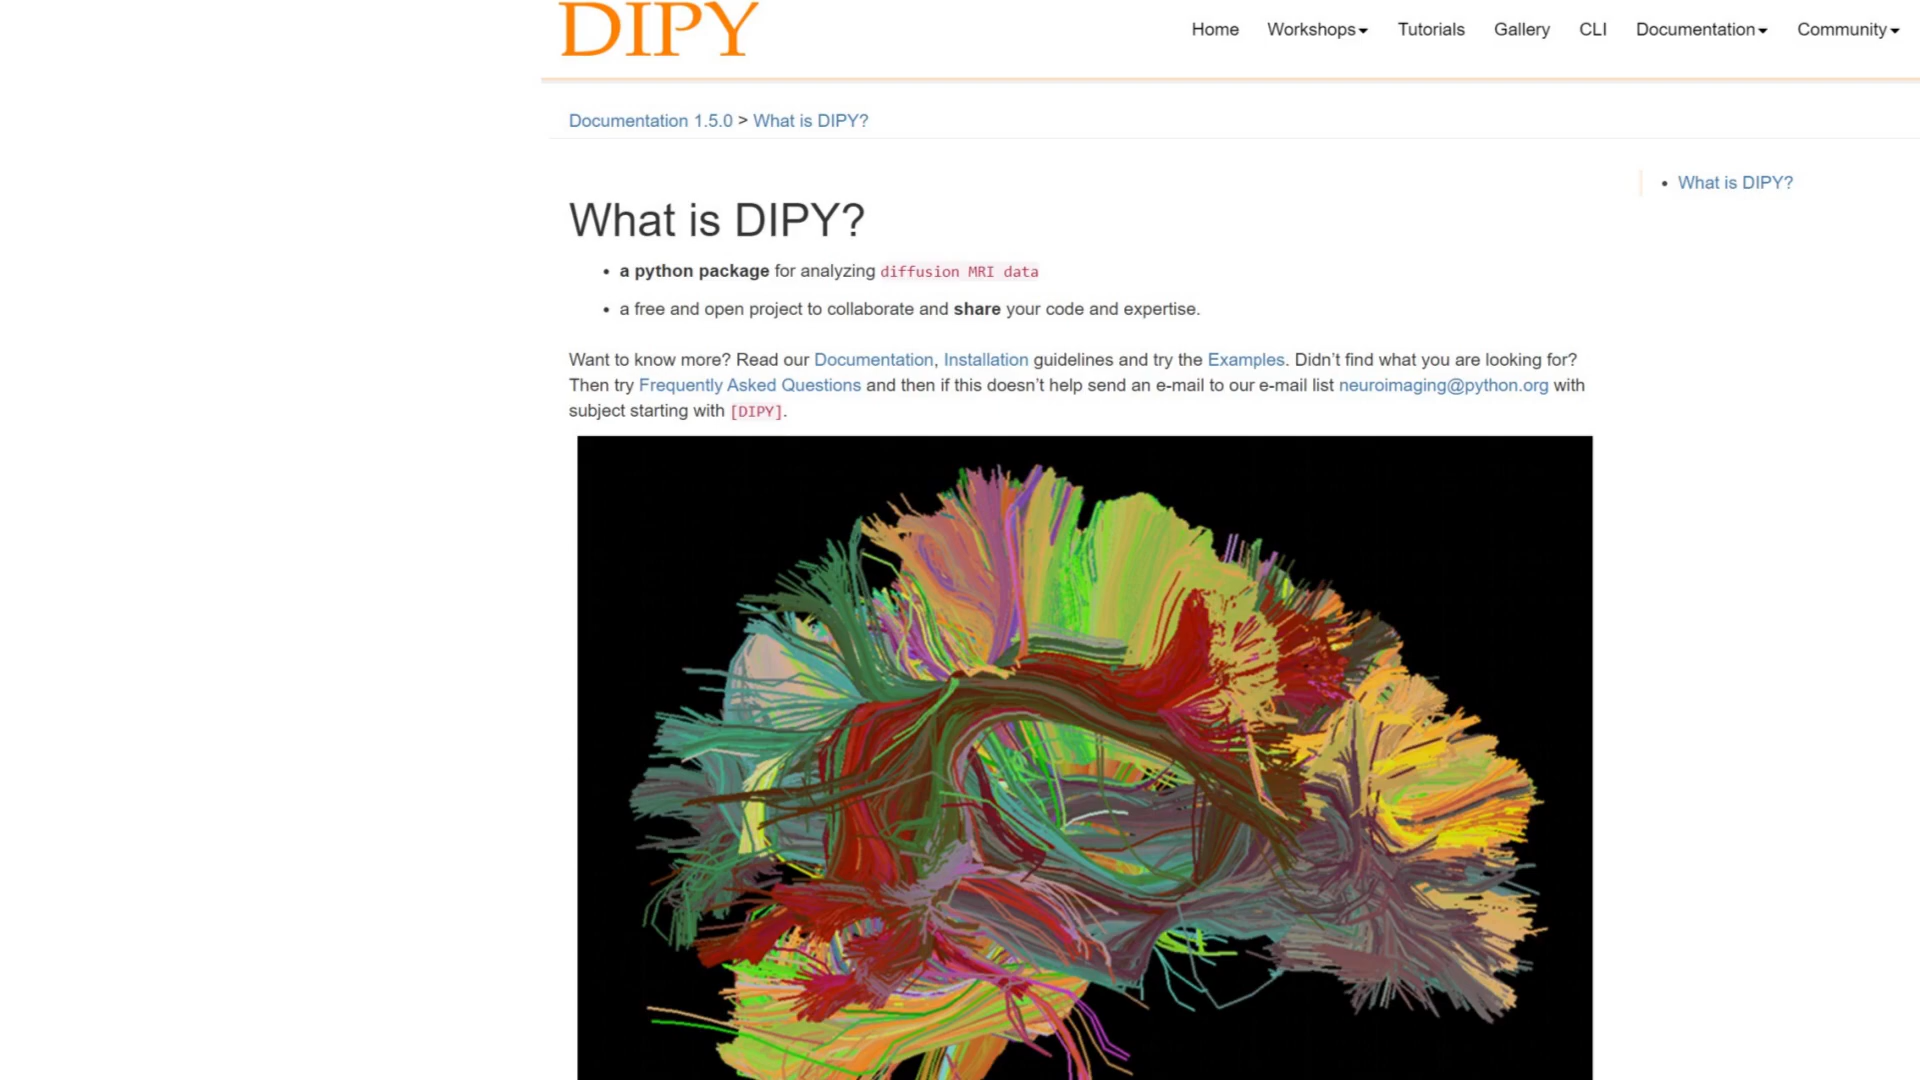 DIPY
Home Workshops Tutorials Gallery CLI Documentation Community
Documentation 1.5.0 > What is DIPY?
What is DIPY?
What is DIPY?
a python package for analyzing diffusion MRI data
a free and open project to collaborate and share your code and expertise.
Want to know more? Read our Documentation, Installation guidelines and try the Examples. Didn’t find what you are looking for?
Then try Frequently Asked Questions and then if this doesn’t help send an e-mail to our e-mail list neuroimaging@python.org with
subject starting with [DIPY].